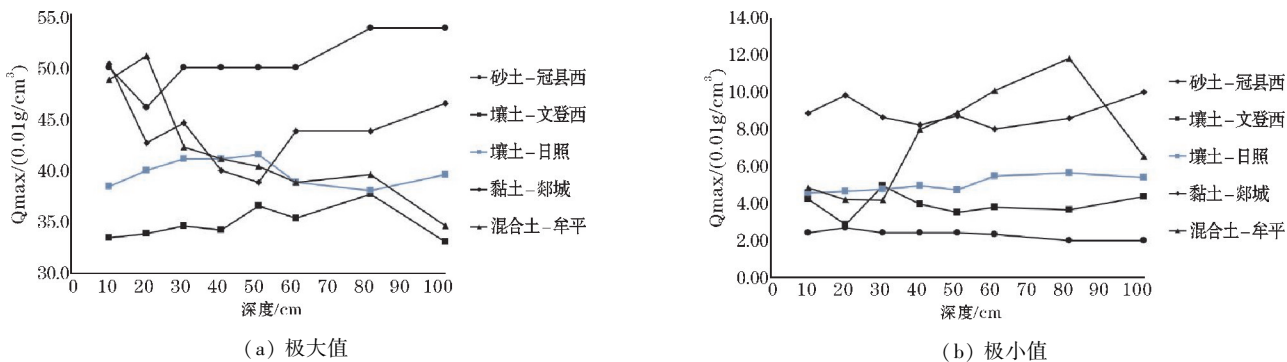 55.0
50.0
45.0
40.0
35.0
30.0
Qmax/(0.01g/cm³)
0 10 20 30 40 50 60 70 80 90 100
深度/cm
砂土-冠县西
壤土-文登西
壤土-日照
黏土-郯城
混合土-牟平
(a) 极大值
14.00
12.00
10.00
8.00
6.00
4.00
2.00
0.00
Qmax/(0.01g/cm³)
0 10 20 30 40 50 60 70 80 90 100
深度/cm
砂土-冠县西
壤土-文登西
壤土-日照
黏土-郯城
混合土-牟平
(b) 极小值